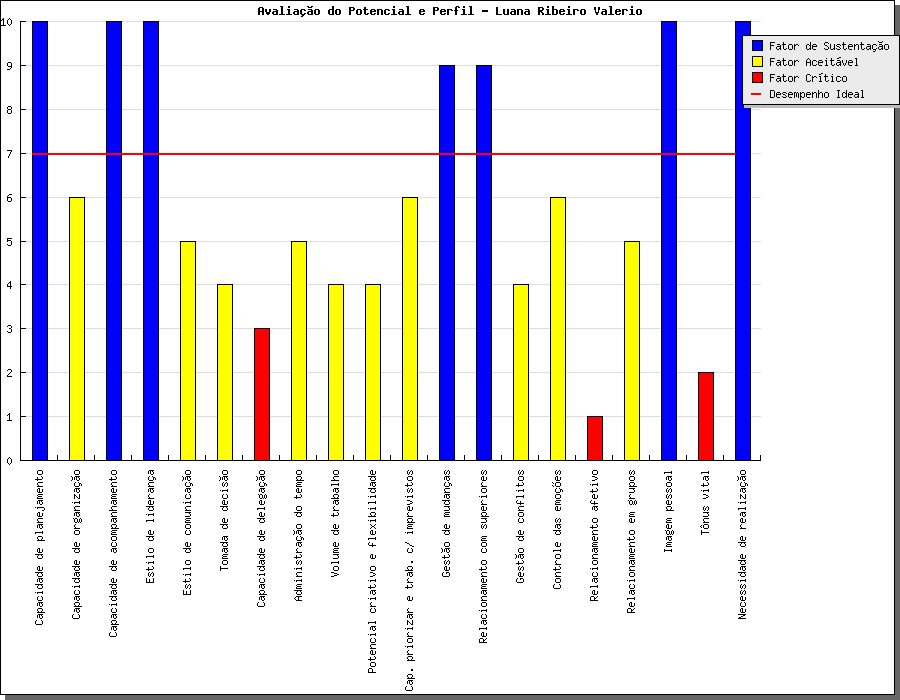 Avaliação do Potencial e Perfil - Luana Ribeiro Valerio
10
9
8
7
6
5
4
3
2
1
0
Fator de Sustentação
Fator Aceitável
Fator Crítico
Desempenho Ideal
Capacidade de planejamento
Capacidade de organização
Capacidade de acompanhamento
Estilo de liderança
Estilo de comunicação
Tomada de decisão
Capacidade de delegação
Administração do tempo
Volume de trabalho
Potencial criativo e flexibilidade
Cap. priorizar e trab. c/ imprevistos
Gestão de mudanças
Relacionamento com superiores
Gestão de conflitos
Controle das emoções
Relacionamento afetivo
Relacionamento em grupos
Imagem pessoal
Tônus vital
Necessidade de realização